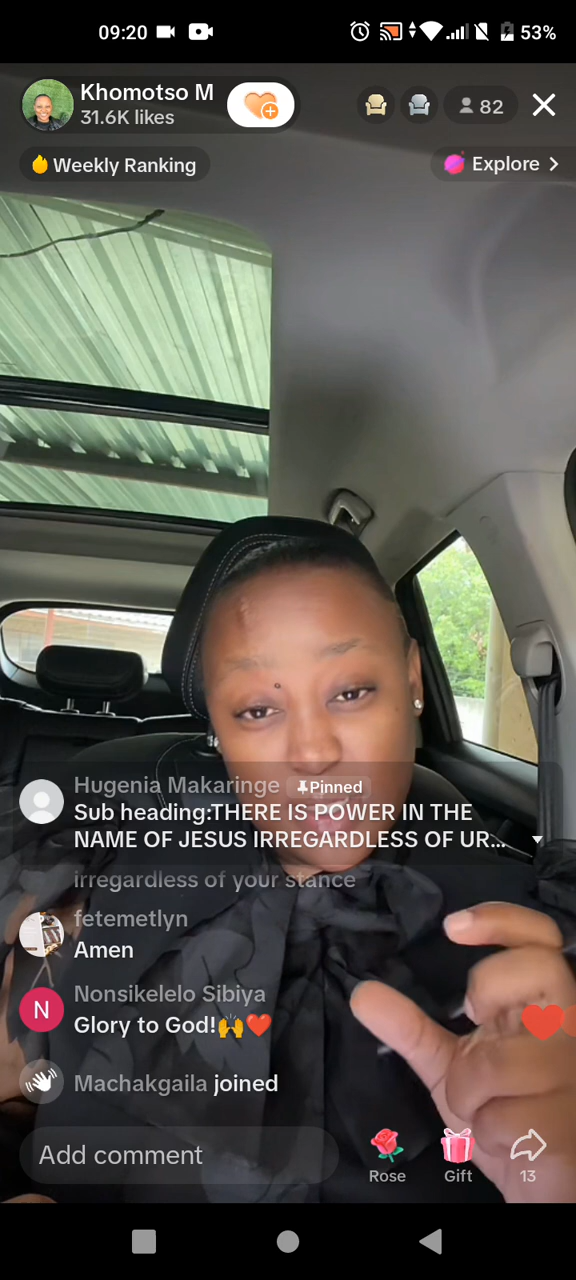 09:20
53%
Khomotso M
31.6K likes
82
Weekly Ranking
Explore
Hugenia Makaringe Pinned
Sub heading:THERE IS POWER IN THE
NAME OF JESUS IRREGARDLESS OF UR...
irregardless of your stance
fetemetlyn
Amen
N
Nonsikelelo Sibiya
Glory to God!🙌❤️
Machakgaila joined
Add comment
Rose
Gift
13